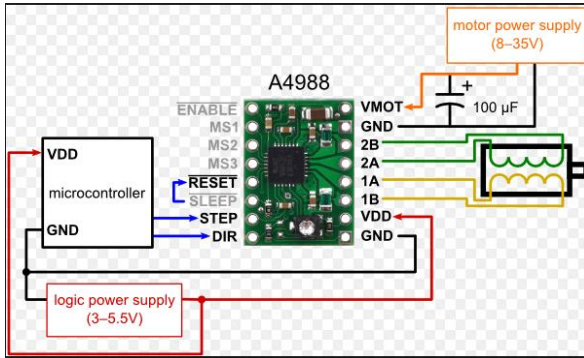 motor power supply
(8–35V)
A4988
ENABLE
MS1
MS2
MS3
RESET
SLEEP
STEP
DIR
VMOT
GND
2B
2A
1A
1B
VDD
GND
+
100 µF
VDD
microcontroller
GND
logic power supply
(3–5.5V)